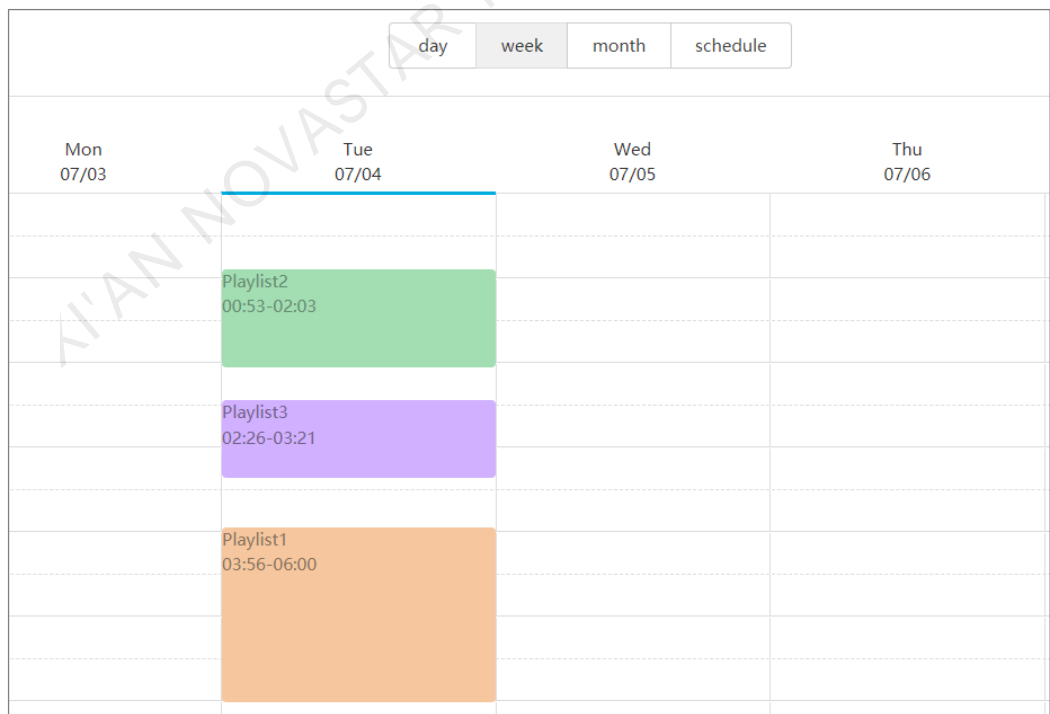 day week month schedule
XI'AN NOVASTAR
Mon Tue Wed Thu
07/03 07/04 07/05 07/06
Playlist2
00:53-02:03
Playlist3
02:26-03:21
Playlist1
03:56-06:00